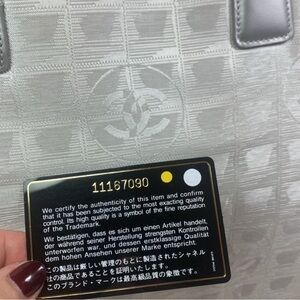 11167090
We certify the authenticity of this item and confirm
that it has been subjected to the most exacting quality
control. Its high quality is a symbol of the fine reputation
of the Trademark.
Wir bestätigen, dass es sich um einen Artikel handelt,
der während seiner Herstellung strengsten Kontrollen
unterworfen war, und dessen erstklassige Qualität
dem hohen Ansehen unserer Marke entspricht.
この製品は厳しい管理のもとに製造されたシャネル
社の商品であることを証明いたします。
このブランド・マークは最高級品質の象徴です。